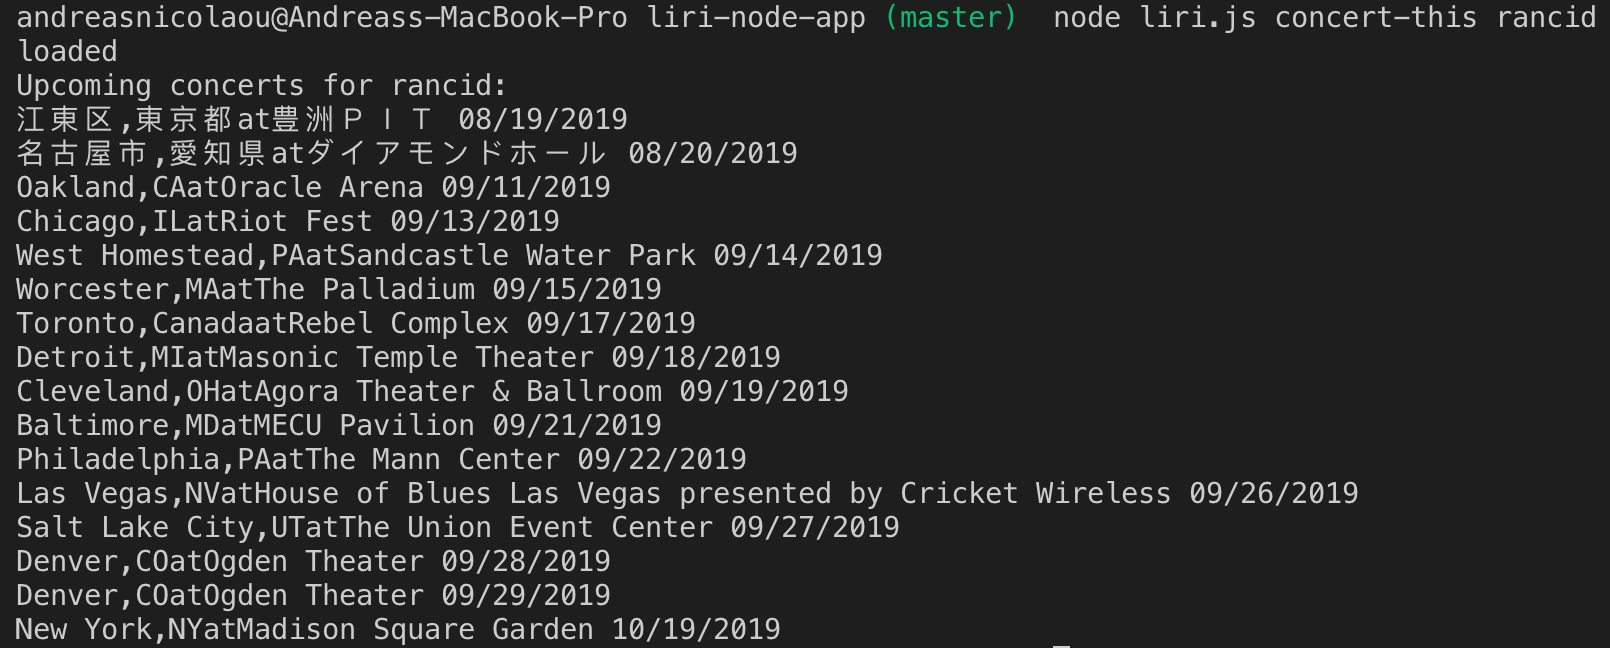 andreasnicolaou@Andreass-MacBook-Pro liri-node-app (master)  node liri.js concert-this rancid
loaded
Upcoming concerts for rancid:
江東区,東京都at豊洲ＰＩＴ 08/19/2019
名古屋市,愛知県atダイアモンドホール 08/20/2019
Oakland,CAatOracle Arena 09/11/2019
Chicago,ILatRiot Fest 09/13/2019
West Homestead,PAatSandcastle Water Park 09/14/2019
Worcester,MAatThe Palladium 09/15/2019
Toronto,CanadaatRebel Complex 09/17/2019
Detroit,MIatMasonic Temple Theater 09/18/2019
Cleveland,OHatAgora Theater & Ballroom 09/19/2019
Baltimore,MDatMECU Pavilion 09/21/2019
Philadelphia,PAatThe Mann Center 09/22/2019
Las Vegas,NVatHouse of Blues Las Vegas presented by Cricket Wireless 09/26/2019
Salt Lake City,UTatThe Union Event Center 09/27/2019
Denver,COatOgden Theater 09/28/2019
Denver,COatOgden Theater 09/29/2019
New York,NYatMadison Square Garden 10/19/2019